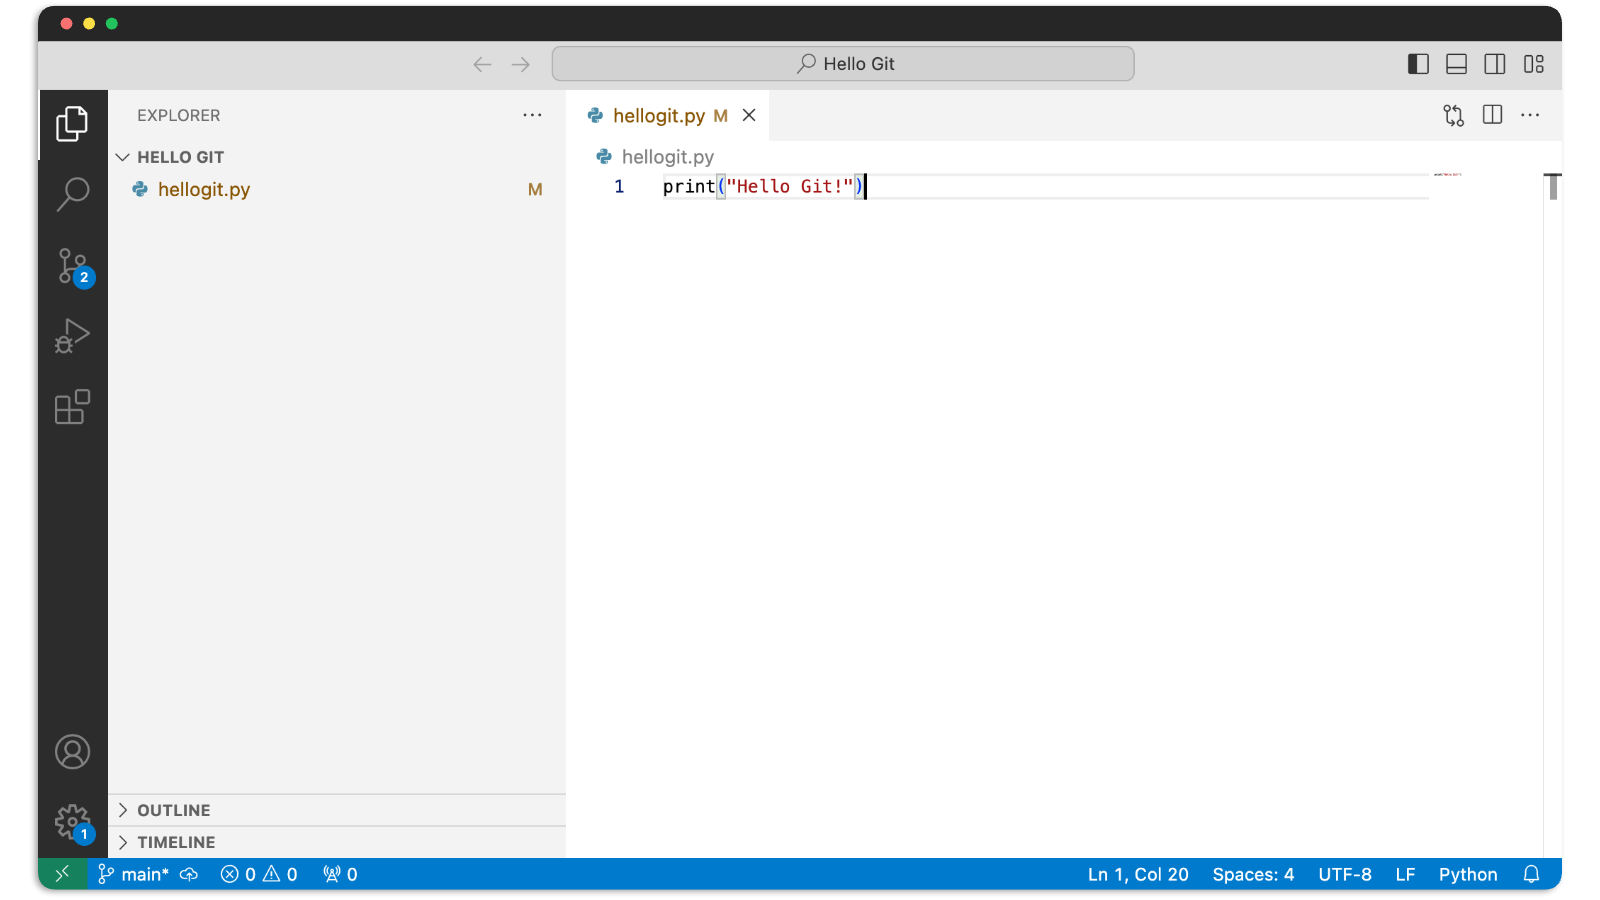 Hello Git
EXPLORER
HELLO GIT
hellogit.py M
2
1
OUTLINE
TIMELINE
hellogit.py M
hellogit.py
1 print("Hello Git!")
main* 0 0 0
Ln 1, Col 20 Spaces: 4 UTF-8 LF Python